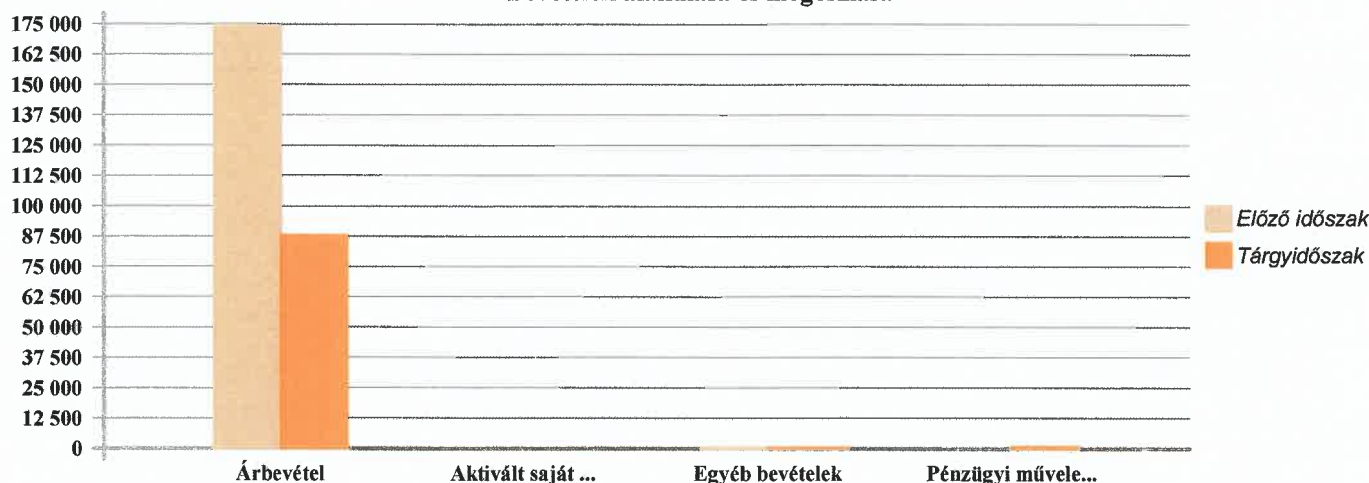 175 000
162 500
150 000
137 500
125 000
112 500
100 000
87 500
75 000
62 500
50 000
37 500
25 000
12 500
0
Árbevétel
Aktivált saját ...
Egyéb bevételek
Pénzügyi művele...
Előző időszak
Tárgyidőszak